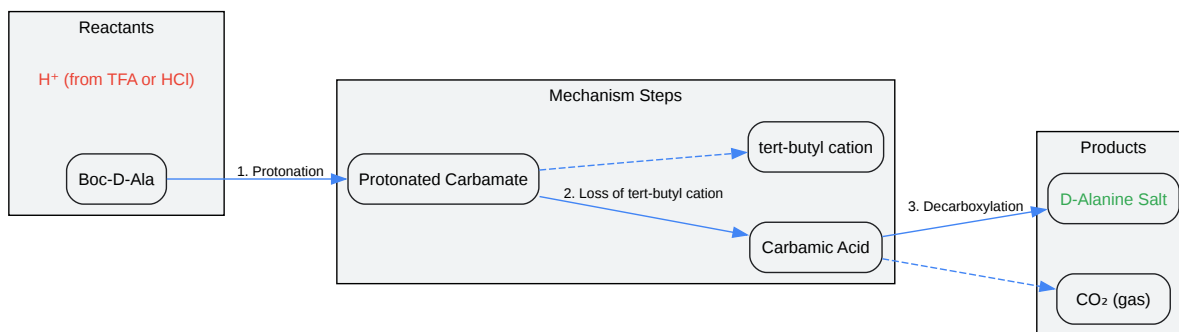 Reactants
H⁺ (from TFA or HCl)
Boc-D-Ala
1. Protonation
Mechanism Steps
Protonated Carbamate
tert-butyl cation
2. Loss of tert-butyl cation
Carbamic Acid
3. Decarboxylation
Products
D-Alanine Salt
CO₂ (gas)